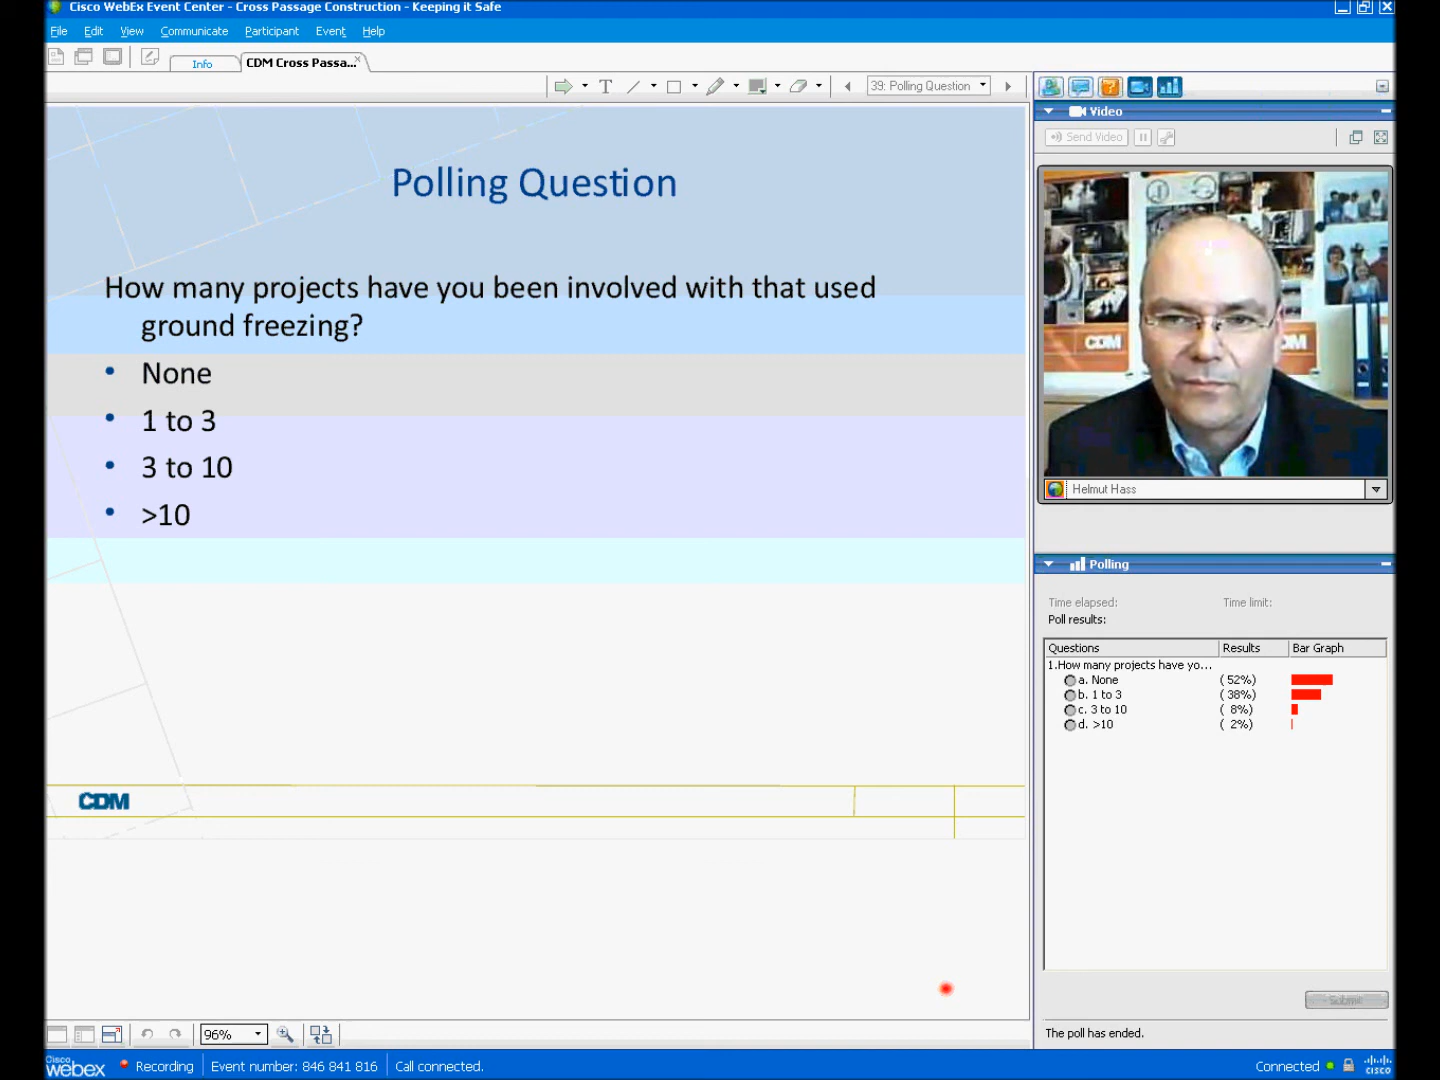 Cisco WebEx Event Center - Cross Passage Construction - Keeping it Safe
File Edit View Communicate Participant Event Help
Info CDM Cross Passa...
39: Polling Question
Polling Question
How many projects have you been involved with that used
ground freezing?
• None
• 1 to 3
• 3 to 10
• >10
CDM
Video
Send Video
CDM
DM
Helmut Hass
Polling
Time elapsed: Time limit:
Poll results:
Questions Results Bar Graph
1.How many projects have yo...
a. None ( 52%)
b. 1 to 3 ( 38%)
c. 3 to 10 ( 8%)
d. >10 ( 2%)
Submit
The poll has ended.
96%
Cisco webex Recording Event number: 846 841 816 Call connected. Connected cisco